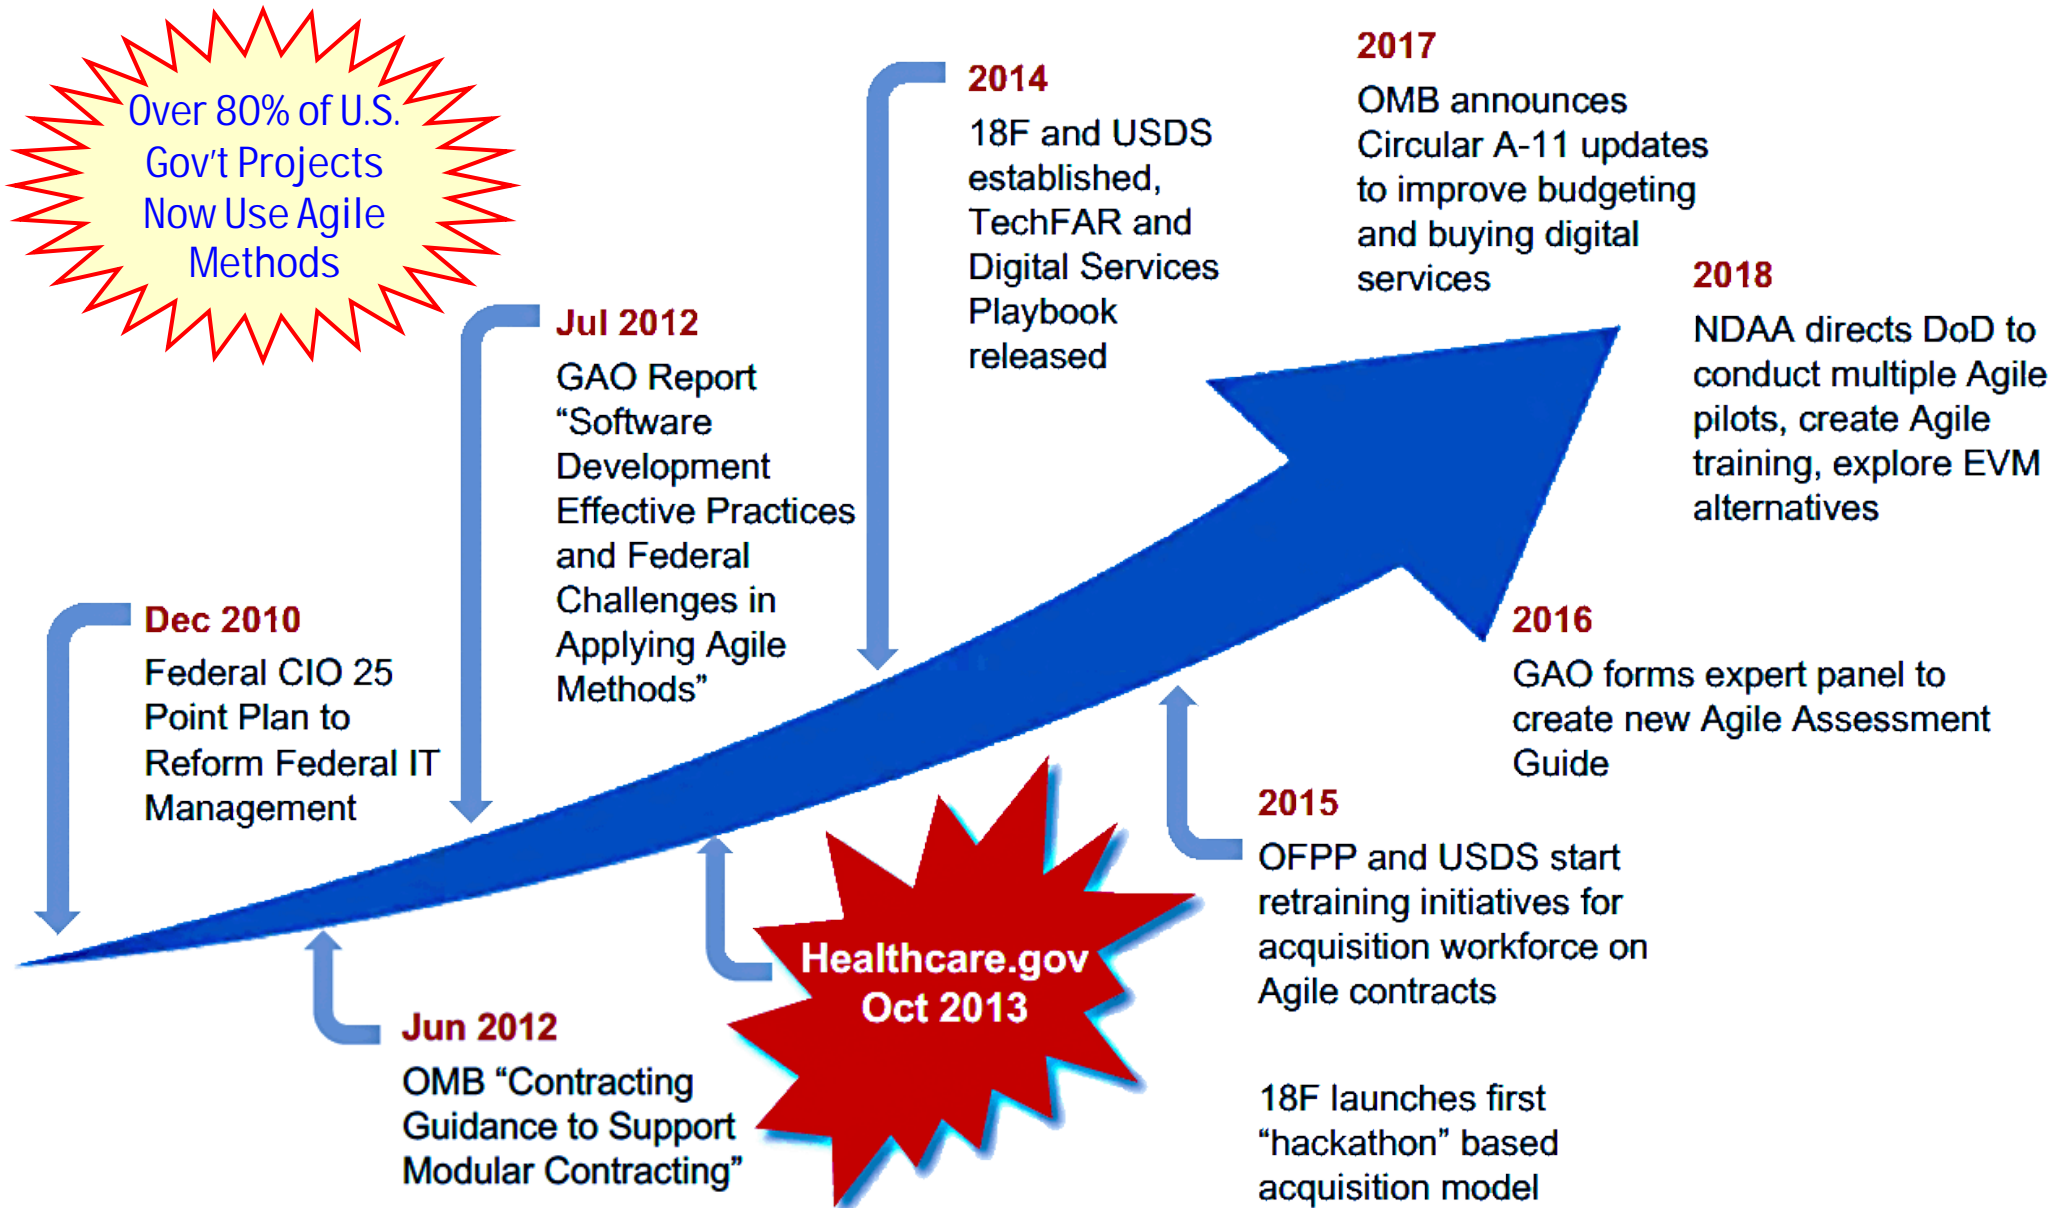 Over 80% of U.S.
Gov't Projects
Now Use Agile
Methods
Dec 2010
Federal CIO 25
Point Plan to
Reform Federal IT
Management
Jun 2012
OMB “Contracting
Guidance to Support
Modular Contracting”
Jul 2012
GAO Report
“Software
Development
Effective Practices
and Federal
Challenges in
Applying Agile
Methods”
Healthcare.gov
Oct 2013
2014
18F and USDS
established,
TechFAR and
Digital Services
Playbook
released
2015
OFPP and USDS start
retraining initiatives for
acquisition workforce on
Agile contracts
18F launches first
“hackathon” based
acquisition model
2016
GAO forms expert panel to
create new Agile Assessment
Guide
2017
OMB announces
Circular A-11 updates
to improve budgeting
and buying digital
services
2018
NDAA directs DoD to
conduct multiple Agile
pilots, create Agile
training, explore EVM
alternatives